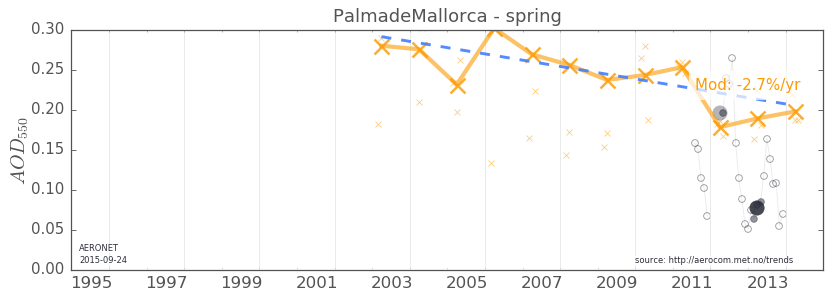 PalmadeMallorca - spring
0.30
0.25
0.20
0.15
0.10
0.05
0.00
AOD550
Mod: -2.7%/yr
AERONET
2015-09-24
source: http://aerocom.met.no/trends
1995 1997 1999 2001 2003 2005 2007 2009 2011 2013